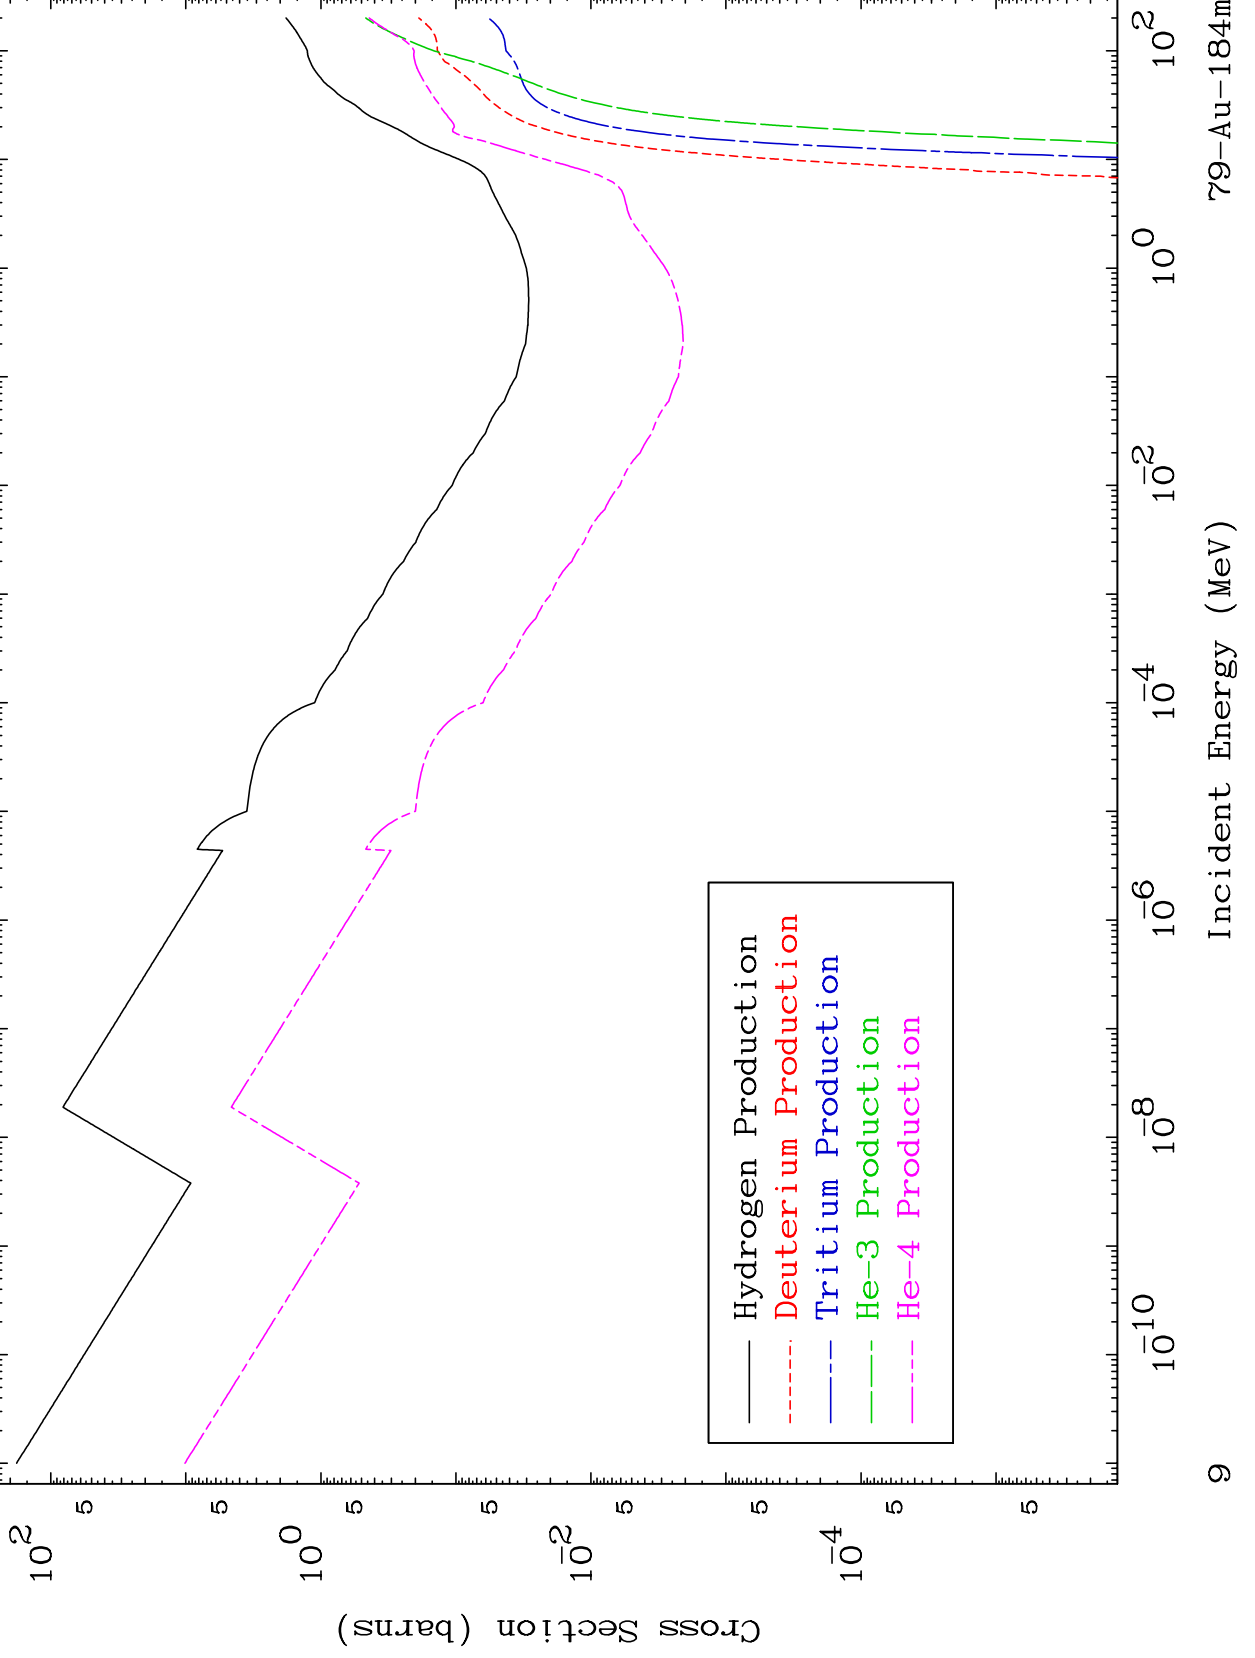 Cross Section (barns)
10 2
5
5
10 0
5
5
10 -2
5
5
10 -4
5
5
Hydrogen Production
Deuterium Production
Tritium Production
He-3 Production
He-4 Production
10 -10
10 -8
10 -6
10 -4
10 -2
10 0
10 2
Incident Energy (MeV)
9
79-Au-184m